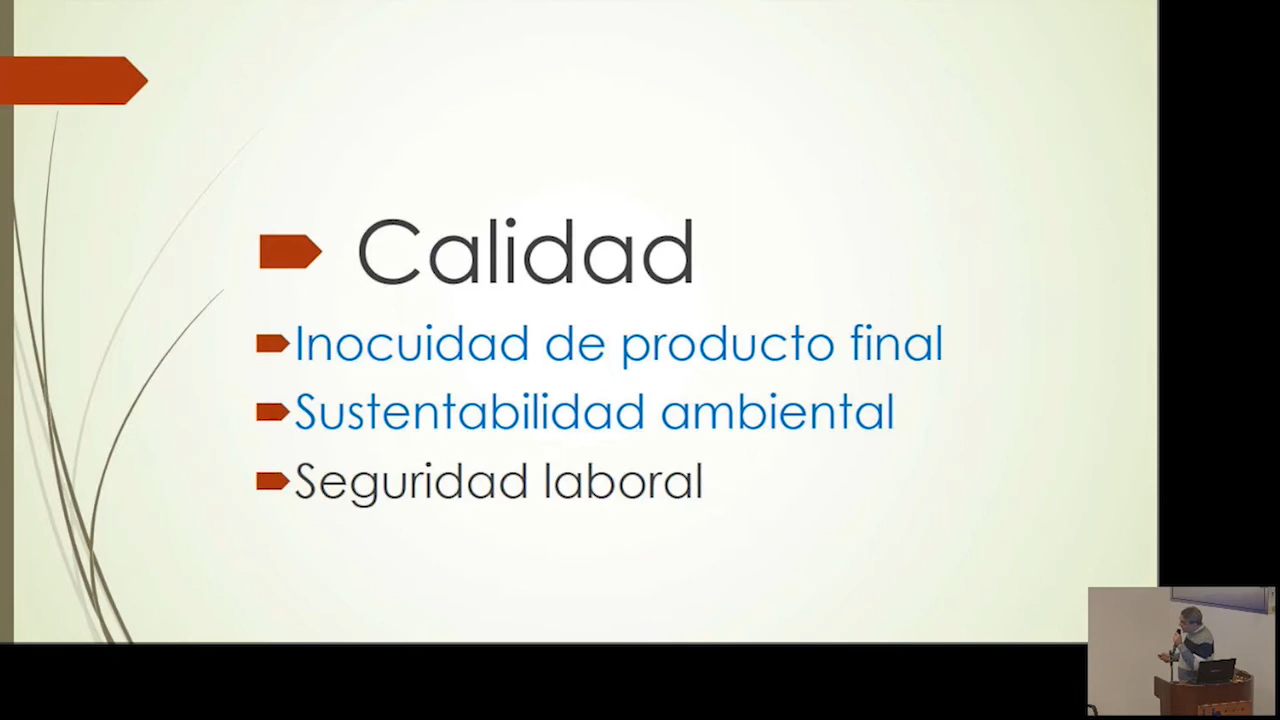 Calidad
Inocuidad de producto final
Sustentabilidad ambiental
Seguridad laboral